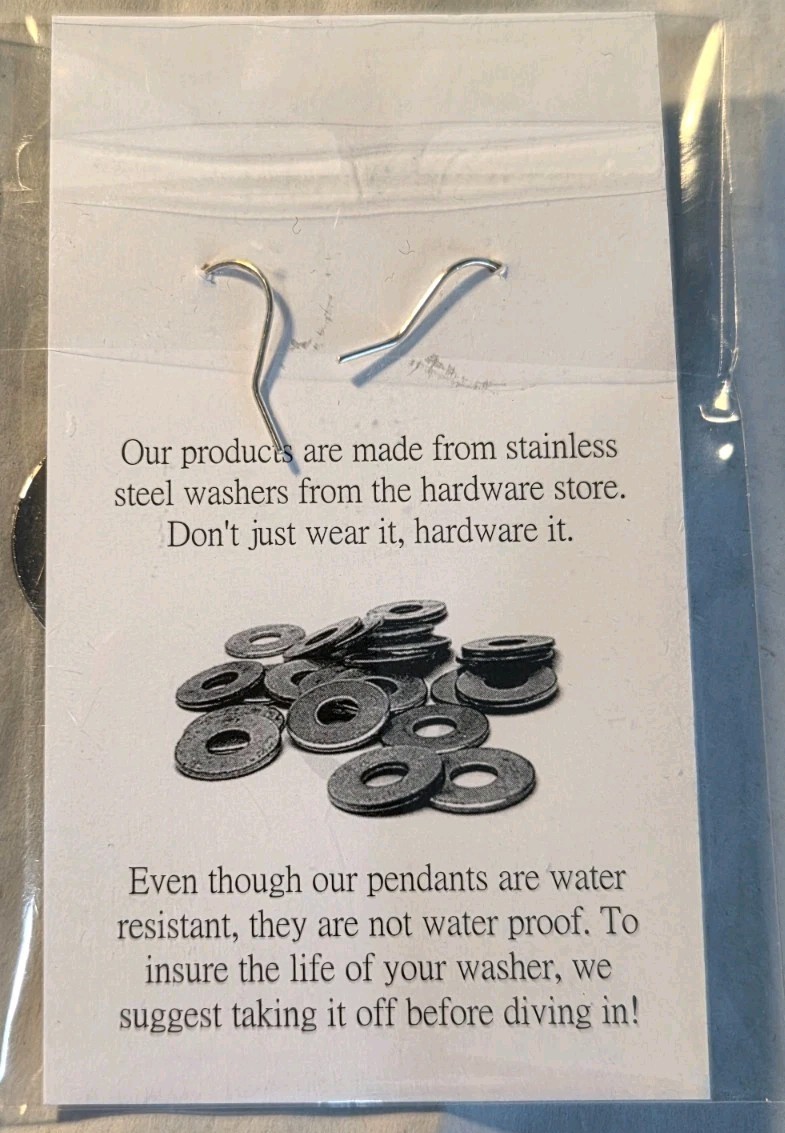 Our products are made from stainless
steel washers from the hardware store.
Don't just wear it, hardware it.
Even though our pendants are water
resistant, they are not water proof. To
insure the life of your washer, we
suggest taking it off before diving in!